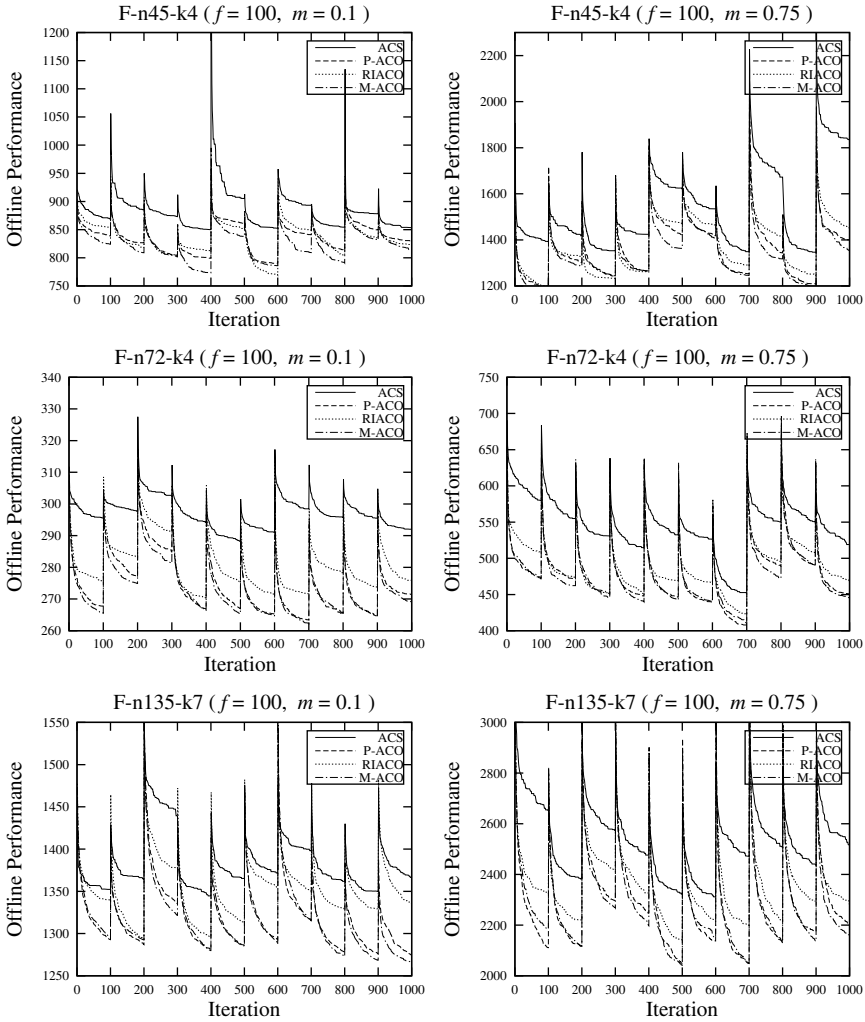 F-n45-k4 ( f = 100, m = 0.1 )
Offline Performance
1200
1150
1100
1050
1000
950
900
850
800
750
0 100 200 300 400 500 600 700 800 900 1000
Iteration
ACS
P-ACO
RIACO
M-ACO
F-n45-k4 ( f = 100, m = 0.75 )
Offline Performance
2200
2000
1800
1600
1400
1200
0 100 200 300 400 500 600 700 800 900 1000
Iteration
ACS
P-ACO
RIACO
M-ACO
F-n72-k4 ( f = 100, m = 0.1 )
Offline Performance
340
330
320
310
300
290
280
270
260
0 100 200 300 400 500 600 700 800 900 1000
Iteration
ACS
P-ACO
RIACO
M-ACO
F-n72-k4 ( f = 100, m = 0.75 )
Offline Performance
750
700
650
600
550
500
450
400
0 100 200 300 400 500 600 700 800 900 1000
Iteration
ACS
P-ACO
RIACO
M-ACO
F-n135-k7 ( f = 100, m = 0.1 )
Offline Performance
1550
1500
1450
1400
1350
1300
1250
0 100 200 300 400 500 600 700 800 900 1000
Iteration
ACS
P-ACO
RIACO
M-ACO
F-n135-k7 ( f = 100, m = 0.75 )
Offline Performance
3000
2800
2600
2400
2200
2000
0 100 200 300 400 500 600 700 800 900 1000
Iteration
ACS
P-ACO
RIACO
M-ACO